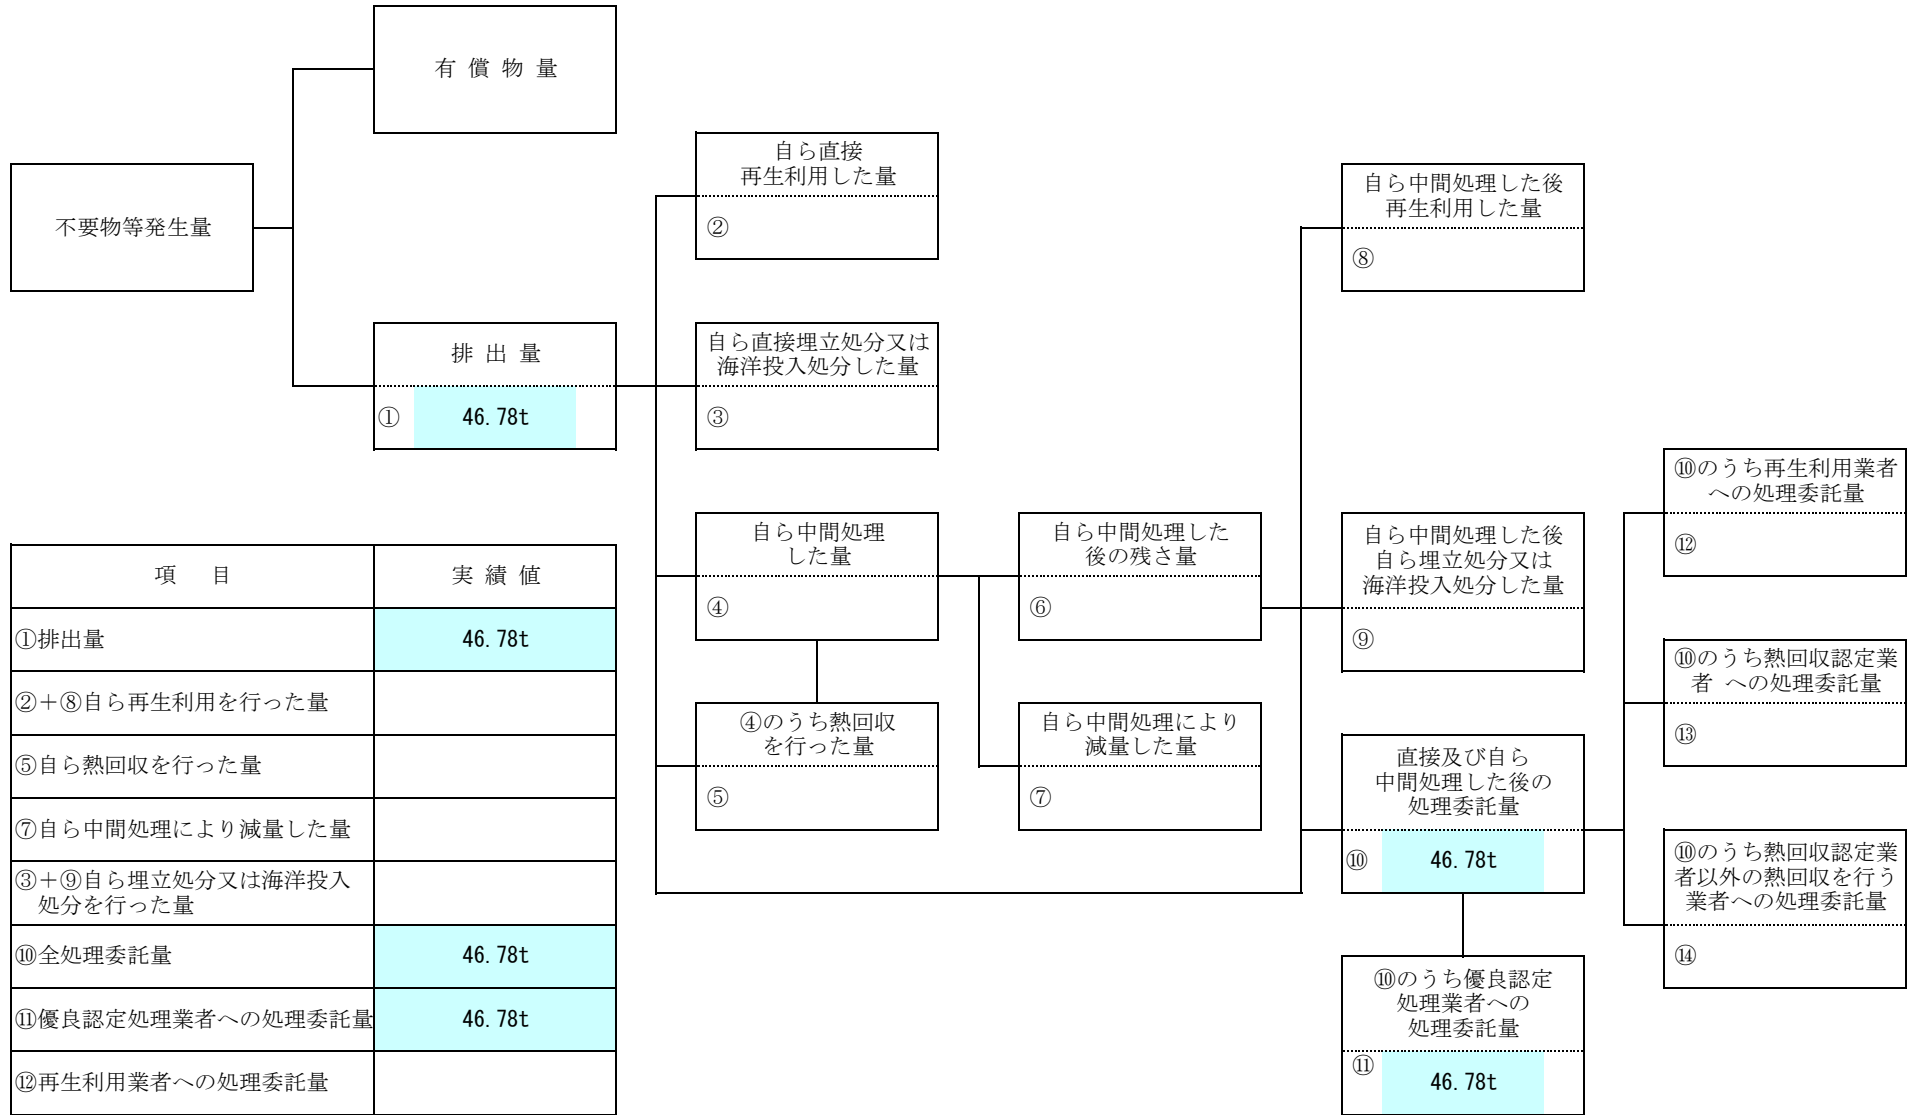 有 償 物 量
不要物等発生量
排 出 量
① 46.78t
自ら直接
再生利用した量
②
自ら直接埋立処分又は
海洋投入処分した量
③
自ら中間処理
した量
④
④のうち熱回収
を行った量
⑤
自ら中間処理した
後の残さ量
⑥
自ら中間処理により
減量した量
⑦
自ら中間処理した後
再生利用した量
⑧
自ら中間処理した後
自ら埋立処分又は
海洋投入処分した量
⑨
直接及び自ら
中間処理した後の
処理委託量
⑩ 46.78t
⑩のうち優良認定
処理業者への
処理委託量
⑪ 46.78t
⑩のうち再生利用業者
への処理委託量
⑫
⑩のうち熱回収認定業
者 への処理委託量
⑬
⑩のうち熱回収認定業
者以外の熱回収を行う
業者への処理委託量
⑭
項 目 実 績 値
①排出量 46.78t
②＋⑧自ら再生利用を行った量
⑤自ら熱回収を行った量
⑦自ら中間処理により減量した量
③＋⑨自ら埋立処分又は海洋投入
処分を行った量
⑩全処理委託量 46.78t
⑪優良認定処理業者への処理委託量 46.78t
⑫再生利用業者への処理委託量